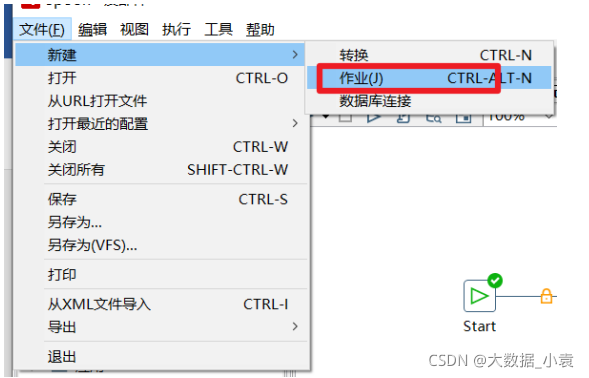 文件(F) 编辑 视图 执行 工具 帮助
新建
转换 CTRL-N
作业(J) CTRL-ALT-N
数据库连接
打开 CTRL-O
从URL打开文件
打开最近的配置
关闭 CTRL-W
关闭所有 SHIFT-CTRL-W
保存 CTRL-S
另存为...
另存为(VFS)...
打印
从XML文件导入 CTRL-I
导出
退出
100%
Start
CSDN @大数据_小袁